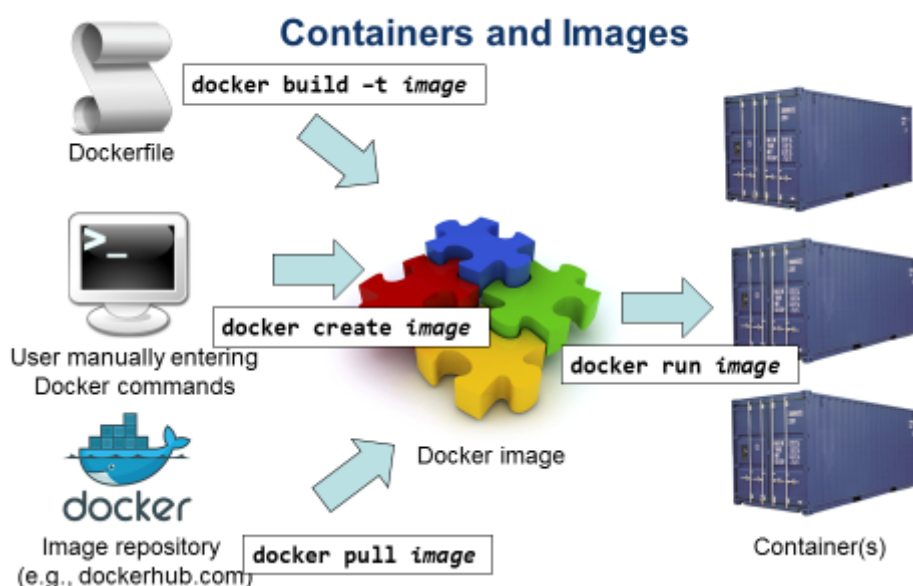 Containers and Images
docker build –t image
Dockerfile
>_
docker create image
User manually entering
Docker commands
docker run image
Docker image
docker
Image repository
(e.g., dockerhub.com)
docker pull image
Container(s)